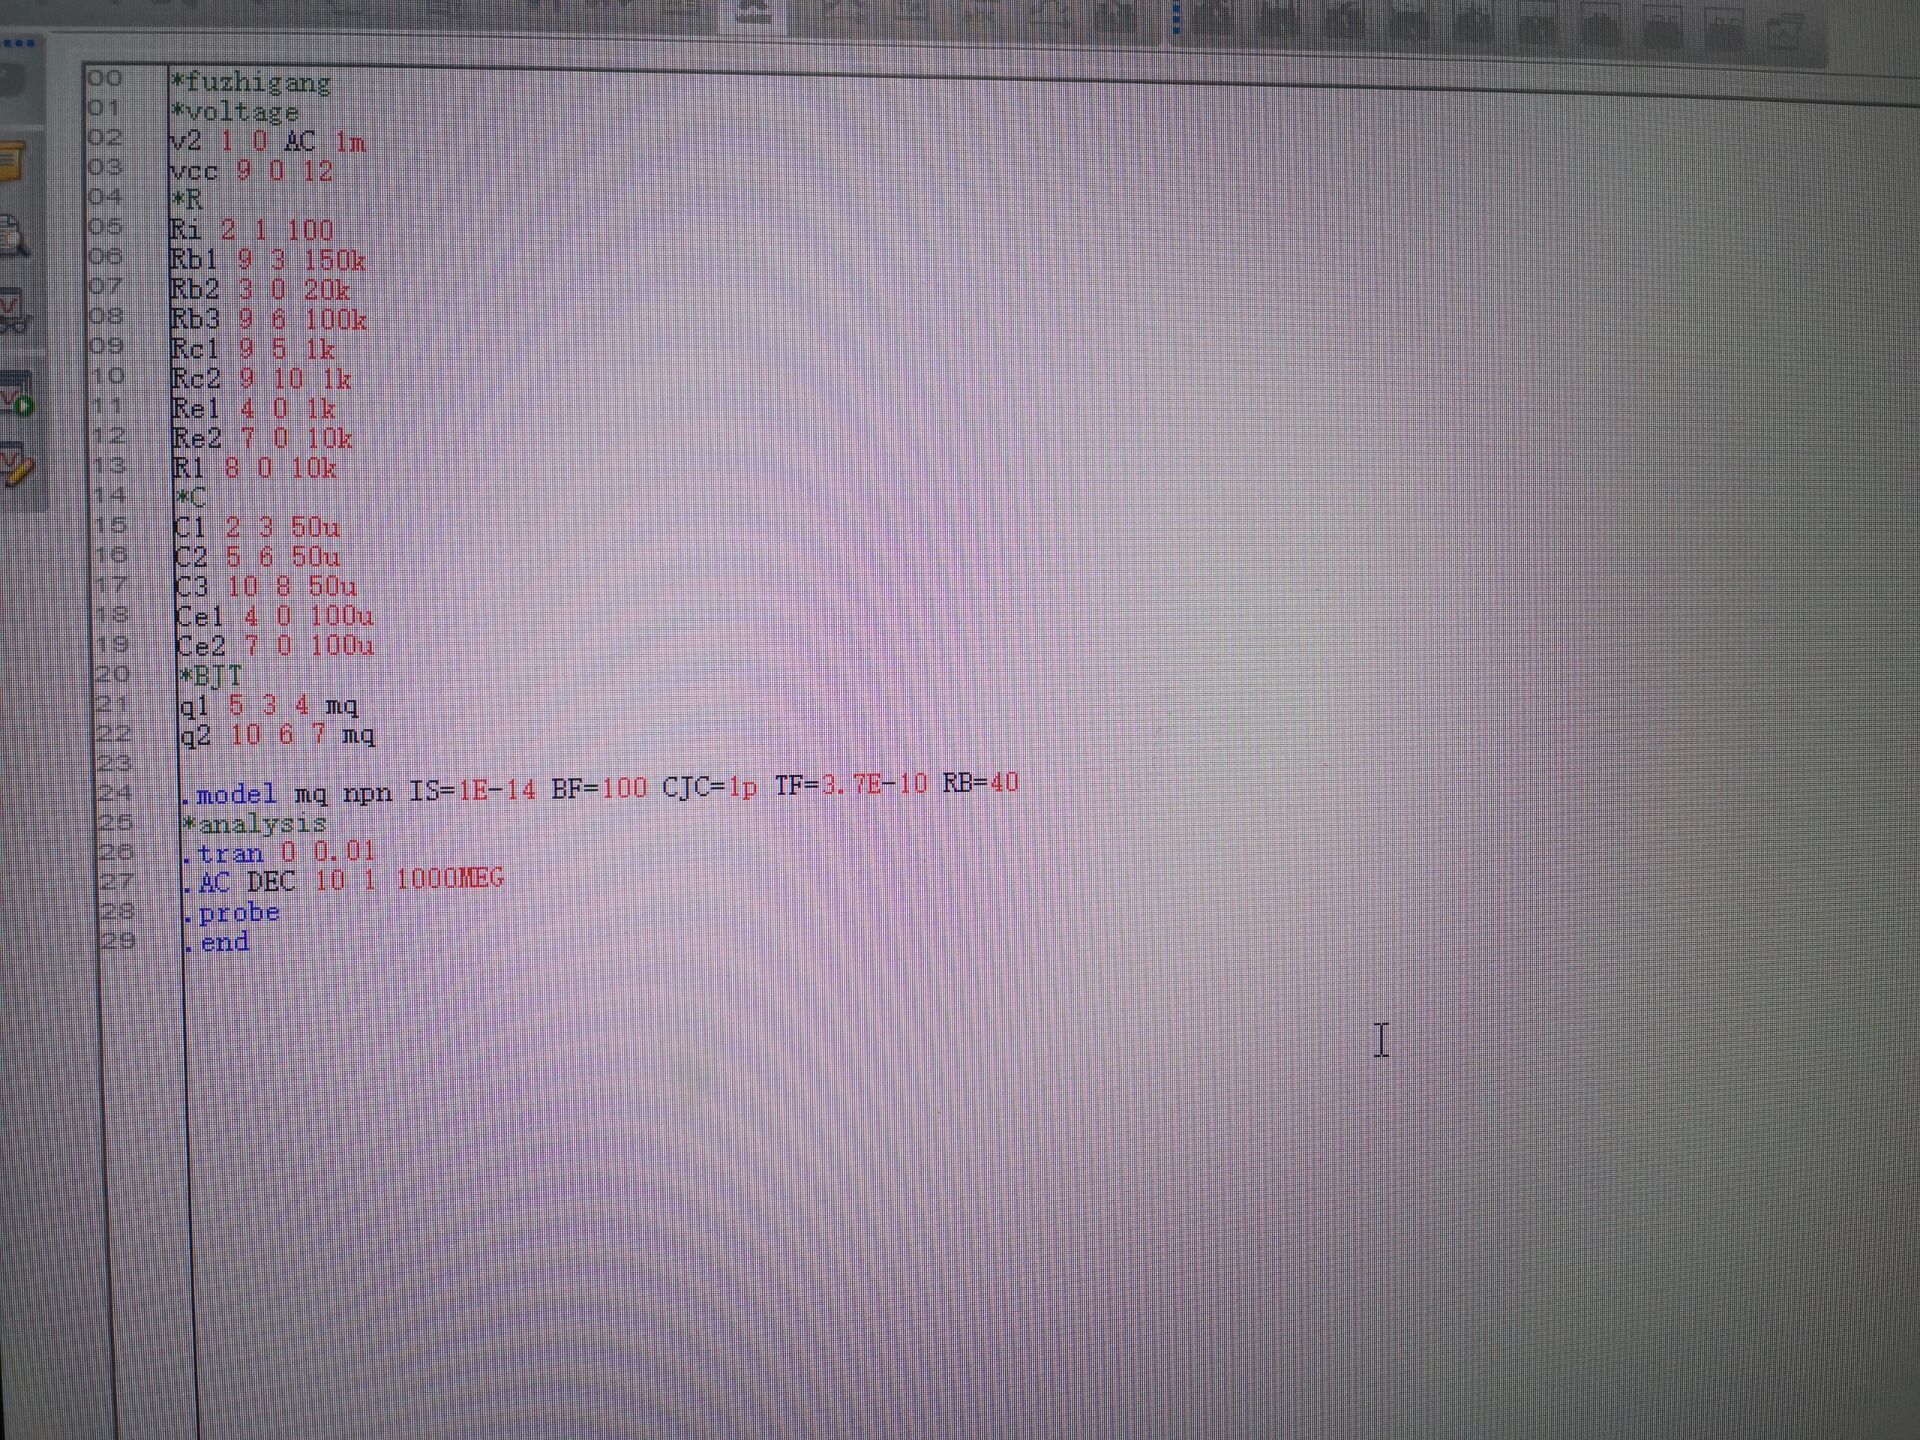 00 *fuzhigang
01 *voltage
02 v2 1 0 AC 1m
03 vcc 9 0 12
04 *R
05 Ri 2 1 100
06 Rb1 9 3 150k
07 Rb2 3 0 20k
08 Rb3 9 6 100k
09 Rc1 9 5 1k
10 Rc2 9 10 1k
11 Re1 4 0 1k
12 Re2 7 0 10k
13 R1 8 0 10k
14 *C
15 C1 2 3 50u
16 C2 5 6 50u
17 C3 10 8 50u
18 Ce1 4 0 100u
19 Ce2 7 0 100u
20 *BJT
21 q1 5 3 4 mq
22 q2 10 6 7 mq
23
24 .model mq npn IS=1E-14 BF=100 CJC=1p TF=3.7E-10 RB=40
25 *analysis
26 .tran 0 0.01
27 .AC DEC 10 1 1000MEG
28 .probe
29 .end